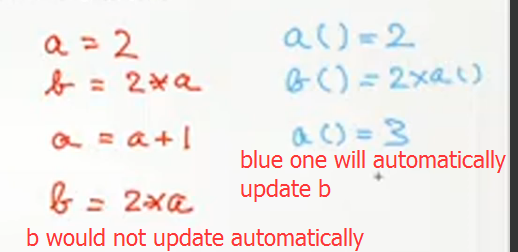 a = 2
b = 2*a
a = a+1
b = 2*a
b would not update automatically
a() = 2
b() = 2*a()
a() = 3
blue one will automatically
update b